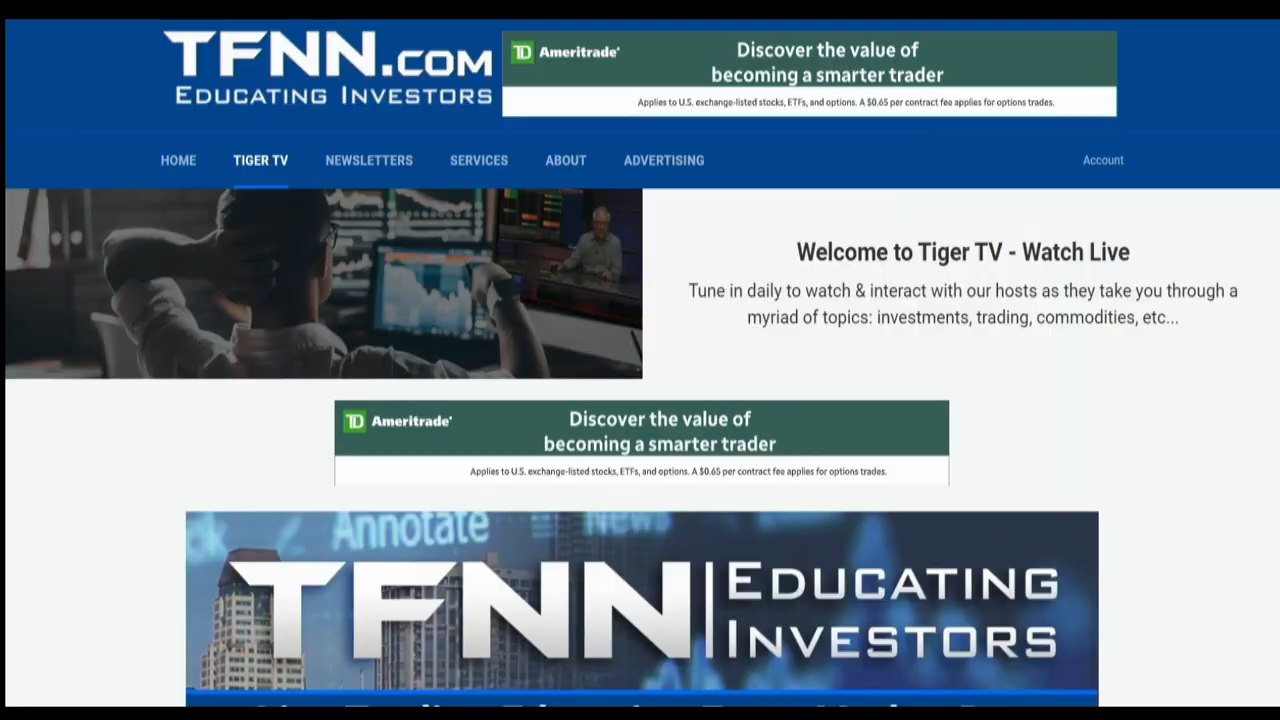 TFNN.COM
EDUCATING INVESTORS
TD Ameritrade
Discover the value of
becoming a smarter trader
Applies to U.S. exchange-listed stocks, ETFs, and options. A $0.65 per contract fee applies for options trades.
HOME TIGER TV NEWSLETTERS SERVICES ABOUT ADVERTISING Account
Welcome to Tiger TV - Watch Live
Tune in daily to watch & interact with our hosts as they take you through a
myriad of topics: investments, trading, commodities, etc...
TD Ameritrade
Discover the value of
becoming a smarter trader
Applies to U.S. exchange-listed stocks, ETFs, and options. A $0.65 per contract fee applies for options trades.
Annotate News
TFNN EDUCATING
INVESTORS